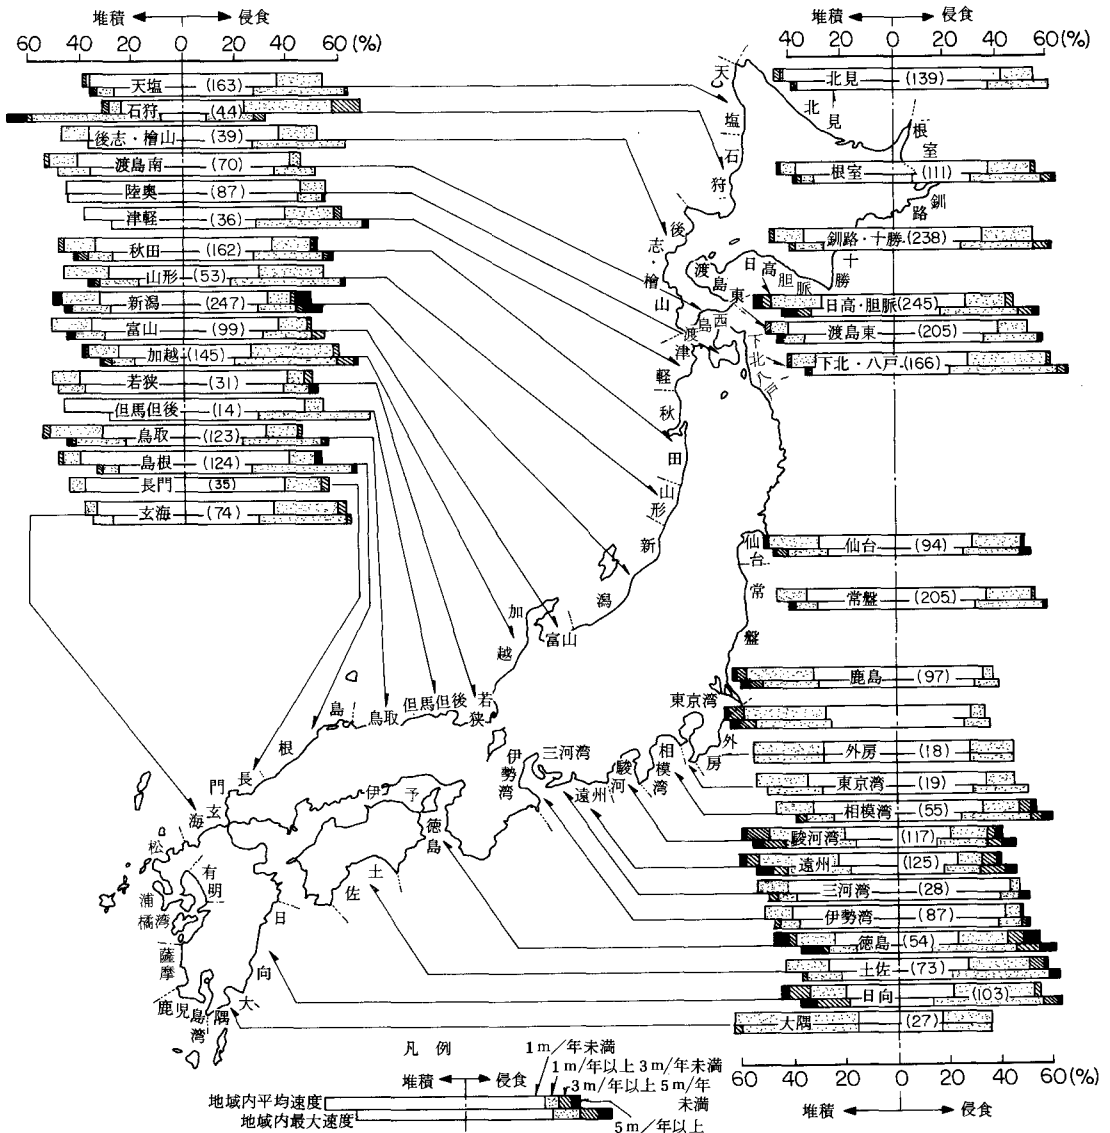 堆積 侵食
60 40 20 0 20 40 60(%)
天塩 (163)
石狩 (44)
後志・檜山 (39)
渡島南 (70)
陸奥 (87)
津軽 (36)
秋田 (162)
山形 (53)
新潟 (247)
富山 (99)
加越 (145)
若狭 (31)
但馬但後 (14)
鳥取 (123)
島根 (124)
長門 (35)
玄海 (74)
堆積 侵食
40 20 0 20 40 60(%)
北見 (139)
根室 (111)
釧路・十勝 (238)
日高・胆脈 (245)
渡島東 (205)
下北・八戸 (166)
仙台 (94)
常盤 (205)
鹿島 (97)
外房 (18)
東京湾 (19)
相模湾 (55)
駿河湾 (117)
遠州 (125)
三河湾 (28)
伊勢湾 (87)
徳島 (54)
土佐 (73)
日向 (103)
大隅 (27)
60 40 20 0 20 40 60(%)
堆積 侵食
天塩
北見
石狩
根室
釧路
十勝
後志・檜山
渡島東
日高胆脈
渡島西
津軽
下北八戸
秋田
山形
仙台
新潟
常盤
加越
富山
東京湾
外房
相模湾
駿河
遠州
三河湾
伊勢湾
若狭
但馬但後
鳥取
島根
長門
玄海
伊予
徳島
土佐
松浦
有明
橘湾
日向
薩摩
鹿児島湾
大隅
凡例
堆積 侵食
1m/年未満
1m/年以上3m/年未満
3m/年以上5m/年未満
5m/年以上
地域内平均速度
地域内最大速度